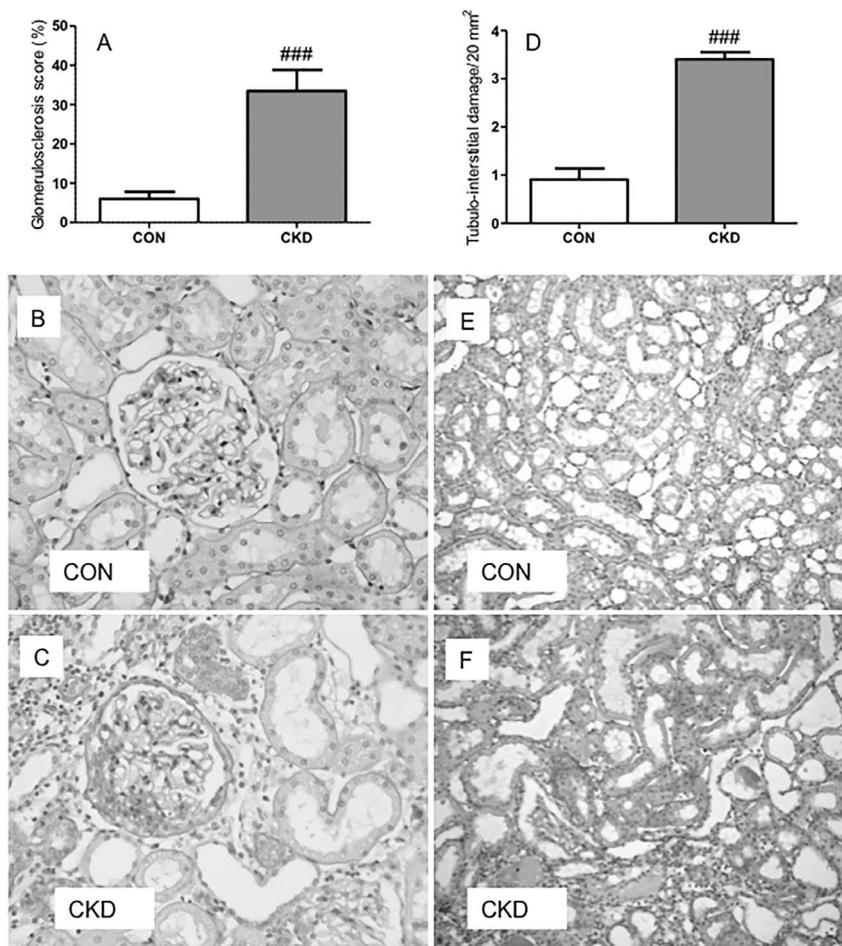 A
Glomerulosclerosis score (%)
50
40
30
20
10
0
###
CON
CKD
D
Tubulo-interstitial damage/20 mm²
4
3
2
1
0
###
CON
CKD
B
CON
E
CON
C
CKD
F
CKD